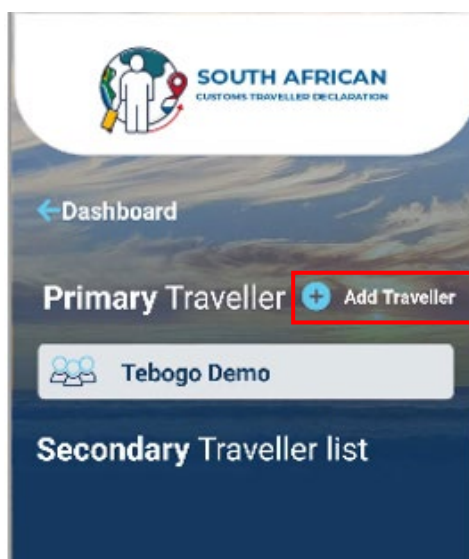 SOUTH AFRICAN
CUSTOMS TRAVELLER DECLARATION
Dashboard
Primary Traveller
Add Traveller
Tebogo Demo
Secondary Traveller list